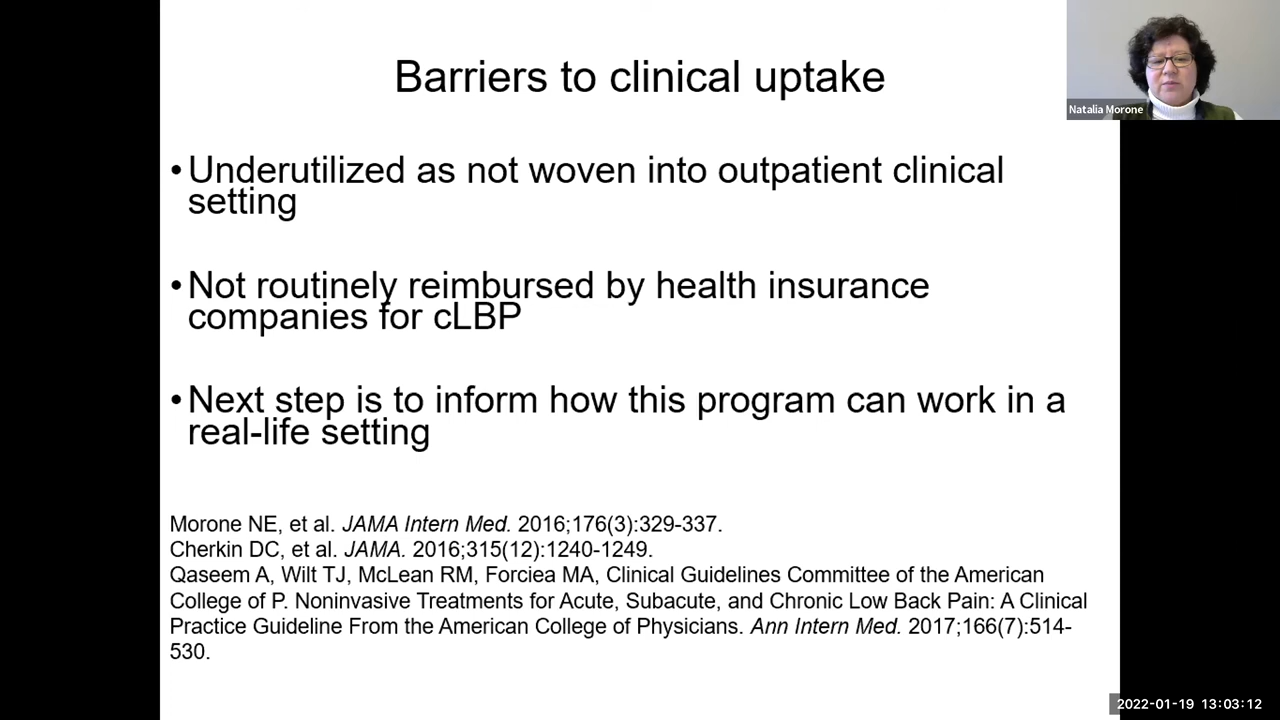 Barriers to clinical uptake
Natalia Morone
• Underutilized as not woven into outpatient clinical
setting
• Not routinely reimbursed by health insurance
companies for cLBP
• Next step is to inform how this program can work in a
real-life setting
Morone NE, et al. JAMA Intern Med. 2016;176(3):329-337.
Cherkin DC, et al. JAMA. 2016;315(12):1240-1249.
Qaseem A, Wilt TJ, McLean RM, Forciea MA, Clinical Guidelines Committee of the American
College of P. Noninvasive Treatments for Acute, Subacute, and Chronic Low Back Pain: A Clinical
Practice Guideline From the American College of Physicians. Ann Intern Med. 2017;166(7):514-
530.
2022-01-19 13:03:12